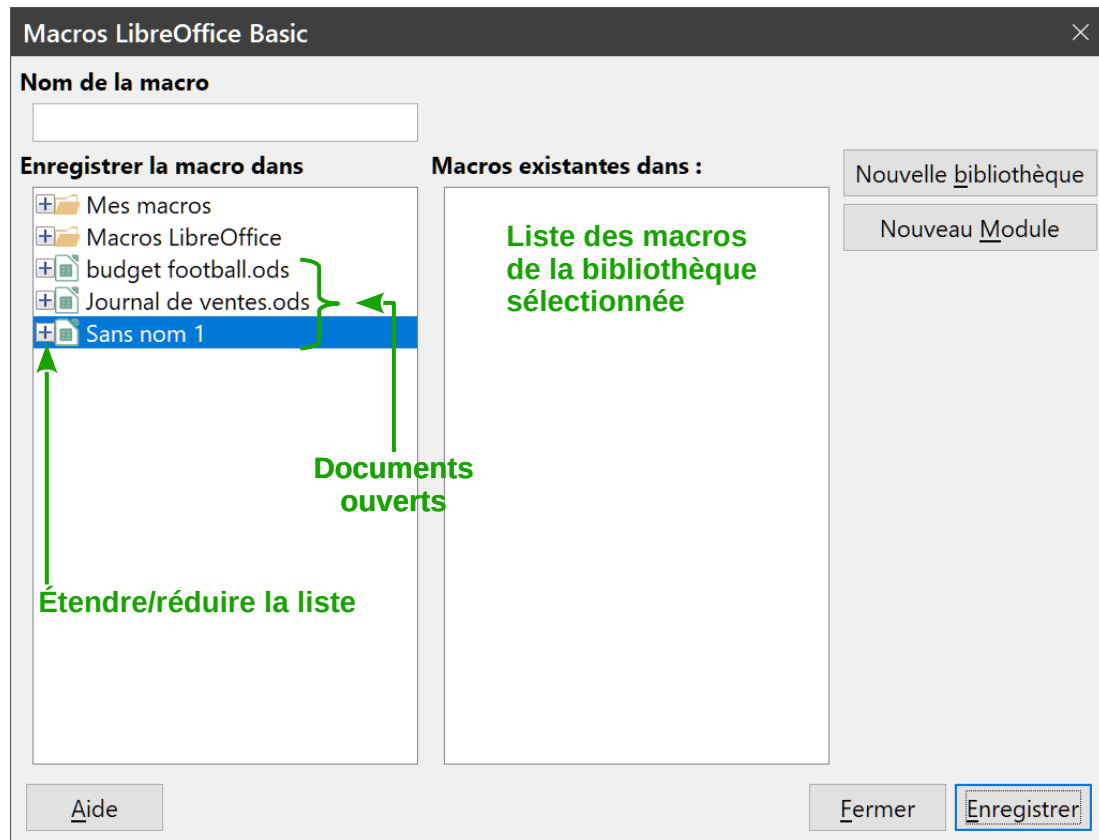 Macros LibreOffice Basic
Nom de la macro
Enregistrer la macro dans
Mes macros
Macros LibreOffice
budget football.ods
Journal de ventes.ods
Sans nom 1
Documents
ouverts
Étendre/réduire la liste
Macros existantes dans :
Liste des macros
de la bibliothèque
sélectionnée
Nouvelle bibliothèque
Nouveau Module
Aide
Fermer
Enregistrer